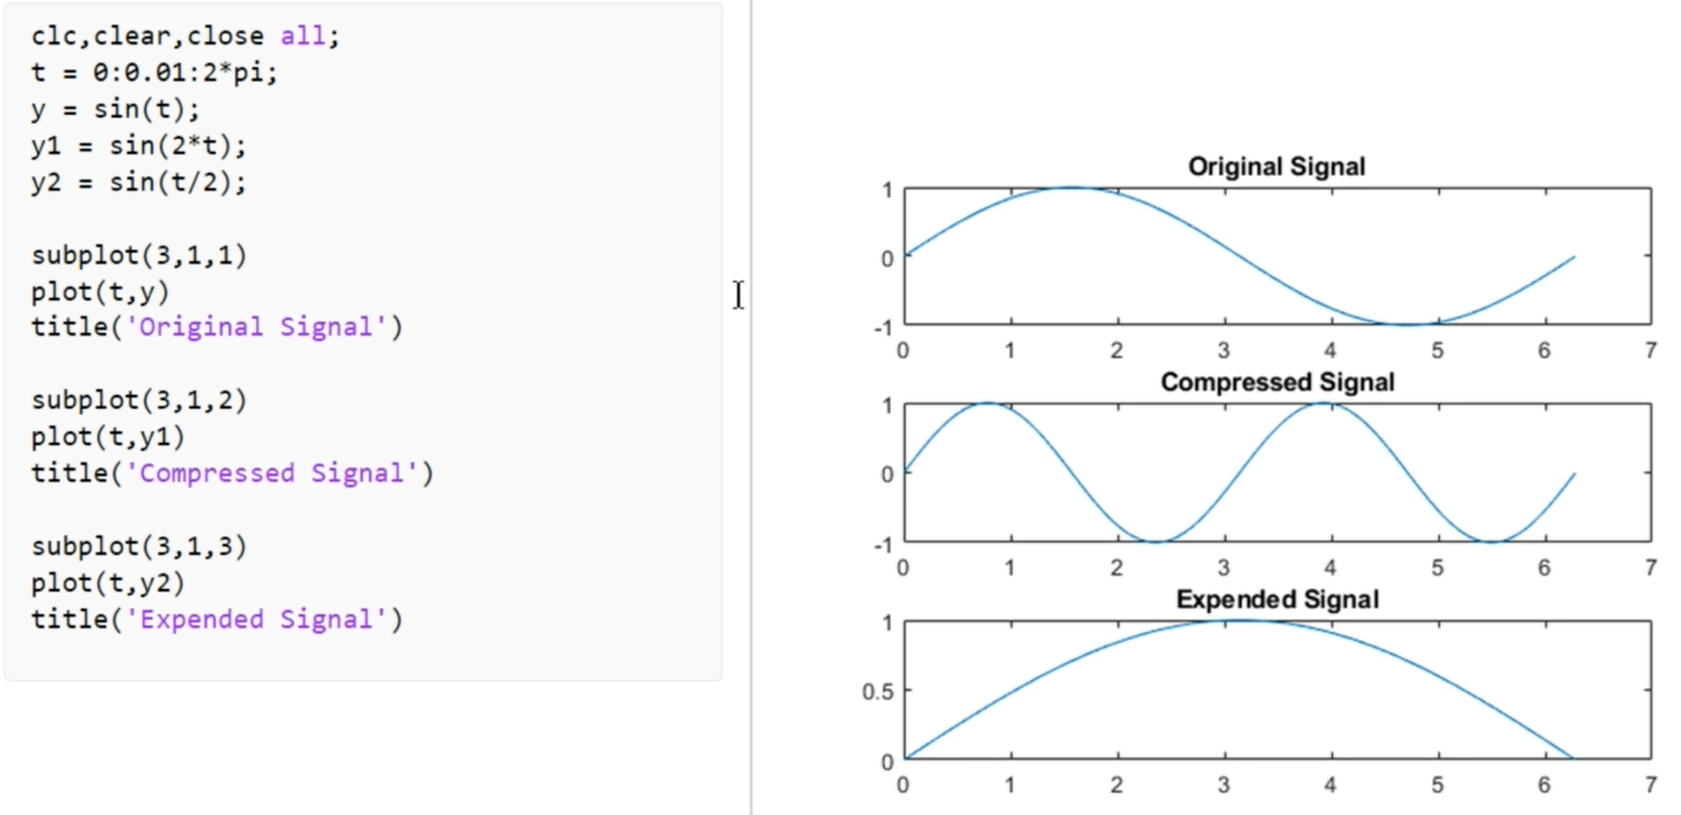 clc,clear,close all;
t = 0:0.01:2*pi;
y = sin(t);
y1 = sin(2*t);
y2 = sin(t/2);
subplot(3,1,1)
plot(t,y)
title('Original Signal')
subplot(3,1,2)
plot(t,y1)
title('Compressed Signal')
subplot(3,1,3)
plot(t,y2)
title('Expended Signal')
Original Signal
1
0
-1
0 1 2 3 4 5 6 7
Compressed Signal
1
0
-1
0 1 2 3 4 5 6 7
Expended Signal
1
0.5
0
0 1 2 3 4 5 6 7